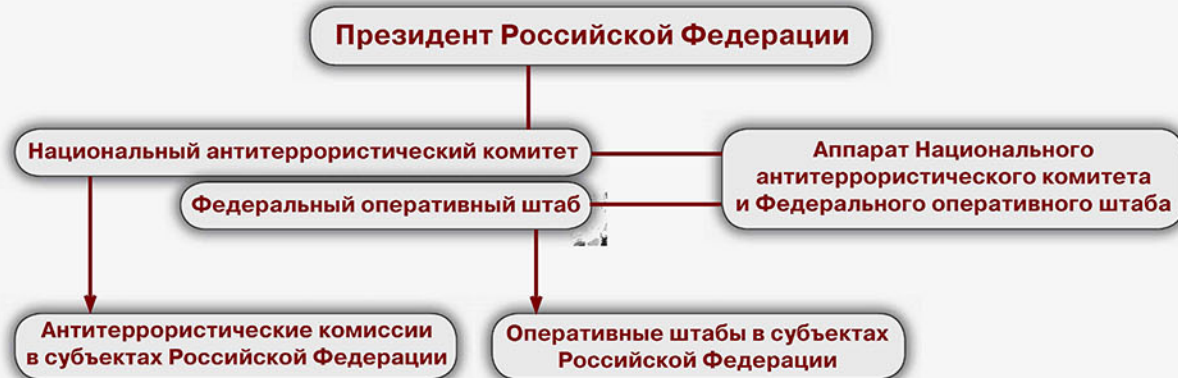 Президент Российской Федерации
Национальный антитеррористический комитет
Федеральный оперативный штаб
Аппарат Национального
антитеррористического комитета
и Федерального оперативного штаба
Антитеррористические комиссии
в субъектах Российской Федерации
Оперативные штабы в субъектах
Российской Федерации